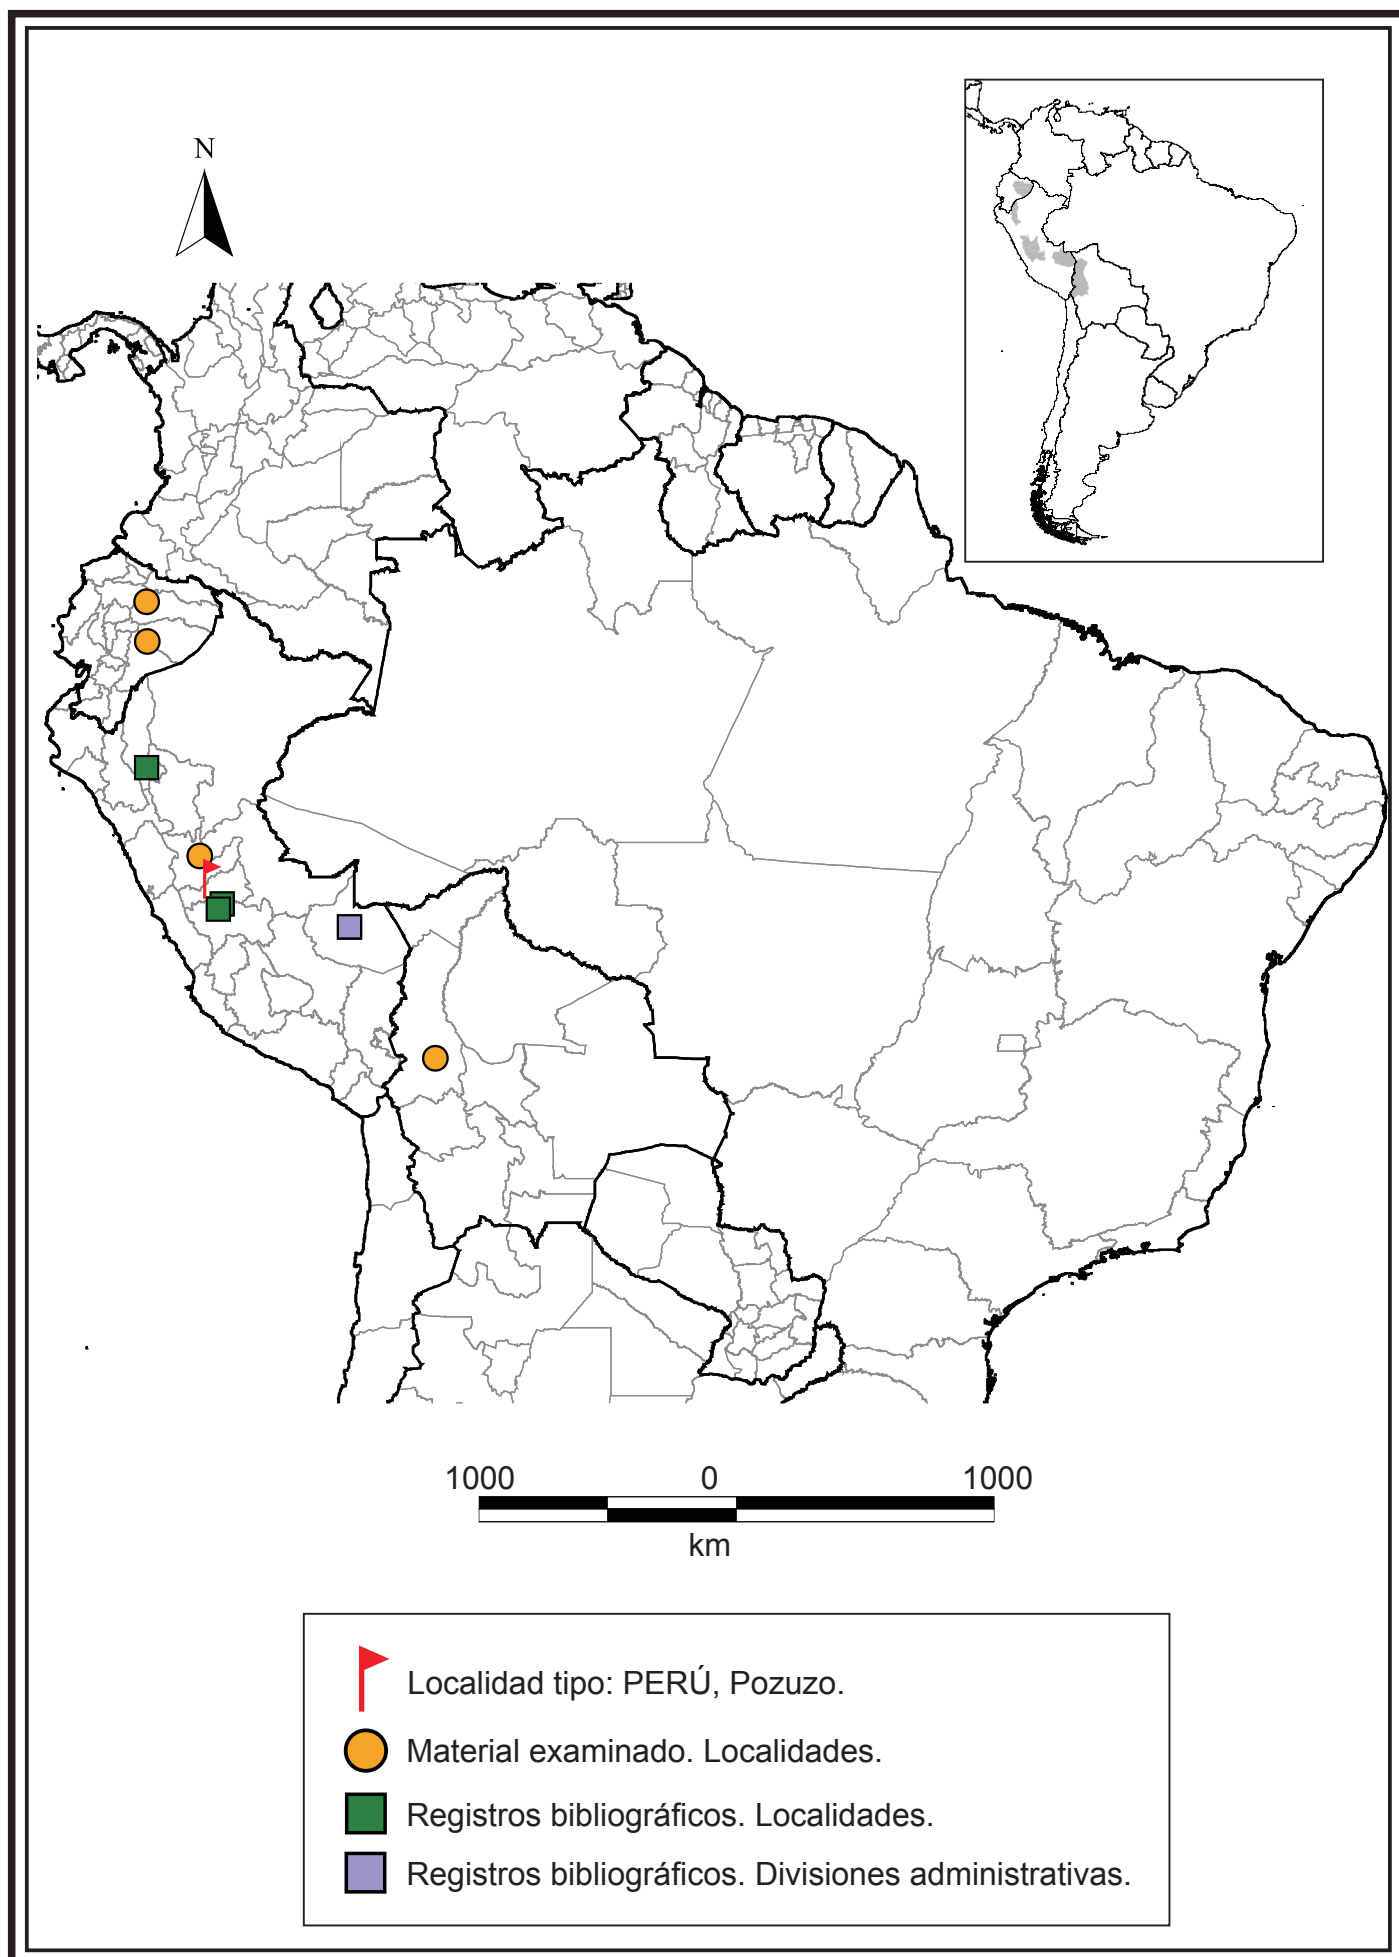 N
1000 0 1000
km
Localidad tipo: PERÚ, Pozuzo.
Material examinado. Localidades.
Registros bibliográficos. Localidades.
Registros bibliográficos. Divisiones administrativas.